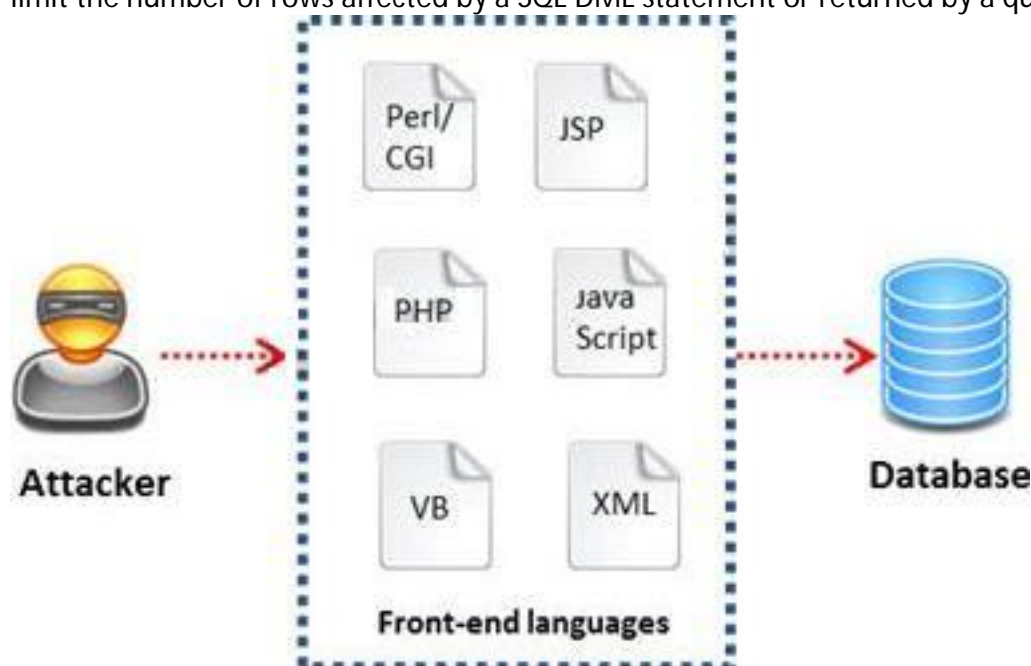 limit the number of rows affected by a SQL DML statement or returned by a
Perl/
CGI
JSP
PHP
Java
Script
VB
XML
Attacker
Database
Front-end languages